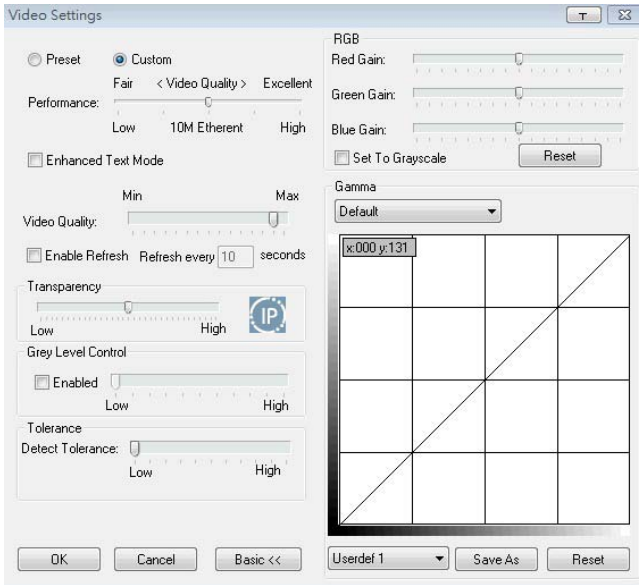 Video Settings
T
Preset
Custom
Fair < Video Quality > Excellent
Performance:
Low 10M Etherent High
Enhanced Text Mode
Min Max
Video Quality:
Enable Refresh Refresh every 10 seconds
Transparency
Low High
IP
Grey Level Control
Enabled
Low High
Tolerance
Detect Tolerance:
Low High
OK
Cancel
Basic <<
RGB
Red Gain:
Green Gain:
Blue Gain:
Set To Grayscale
Reset
Gamma
Default
x:000 y:131
Userdef 1
Save As
Reset